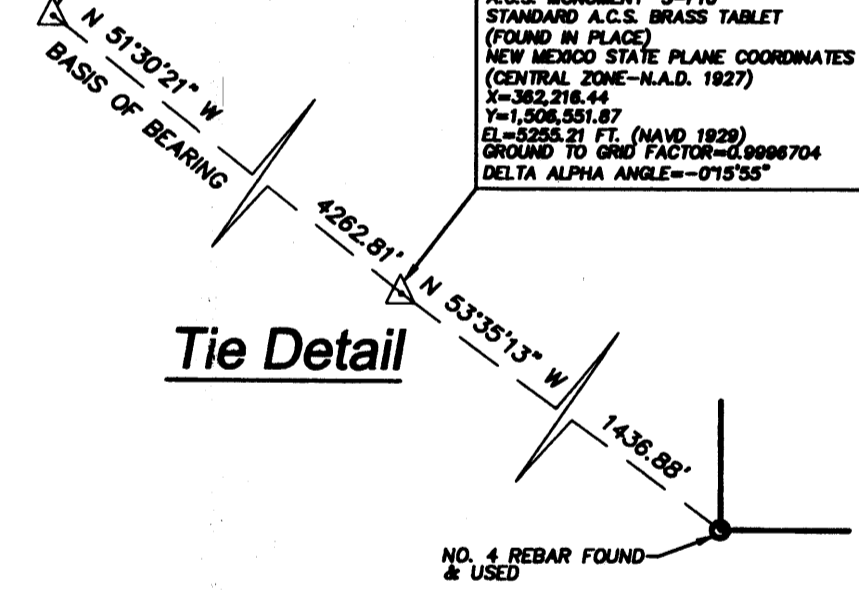 STANDARD A.C.S. BRASS TABLET
(FOUND IN PLACE)
NEW MEXICO STATE PLANE COORDINATES
(CENTRAL ZONE-N.A.D. 1927)
X=362,216.44
Y=1,506,551.87
EL=5255.21 FT. (NAVD 1929)
GROUND TO GRID FACTOR=0.9996704
DELTA ALPHA ANGLE=-0°15'55"
N 51°30'21" W
BASIS OF BEARING
4262.81'
N 53°35'13" W
1436.88'
Tie Detail
NO. 4 REBAR FOUND
& USED